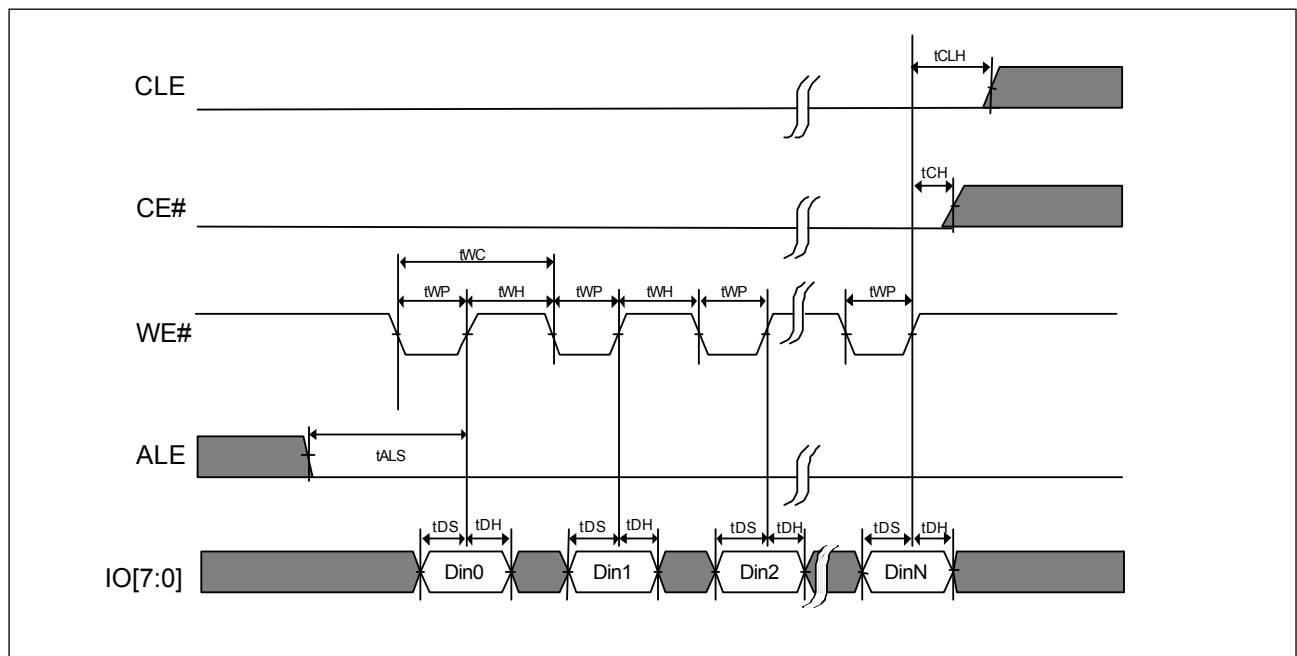 CLE
tCLH
CE#
tCH
tWC
tWP tWH tWP tWH tWP tWP
WE#
ALE
tALS
tDS tDH tDS tDH tDS tDH tDS tDH
IO[7:0]
Din0 Din1 Din2 DinN